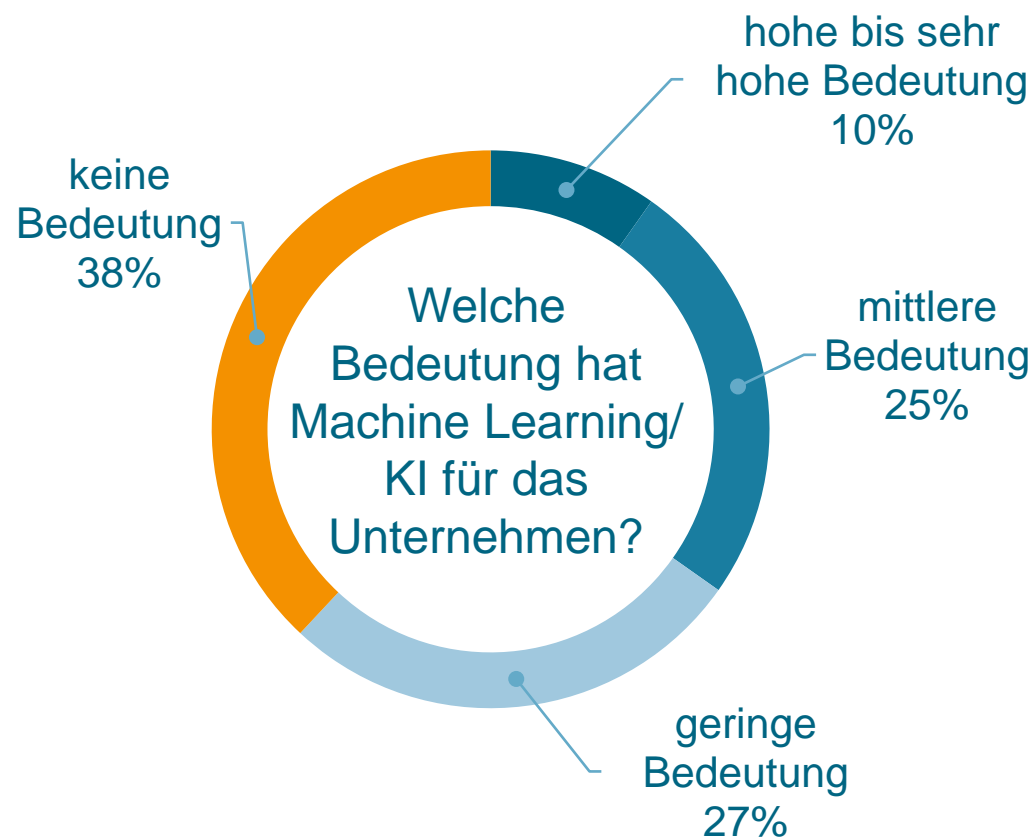 hohe bis sehr
hohe Bedeutung
10%
keine
Bedeutung
38%
Welche
Bedeutung hat
Machine Learning/
KI für das
Unternehmen?
mittlere
Bedeutung
25%
geringe
Bedeutung
27%